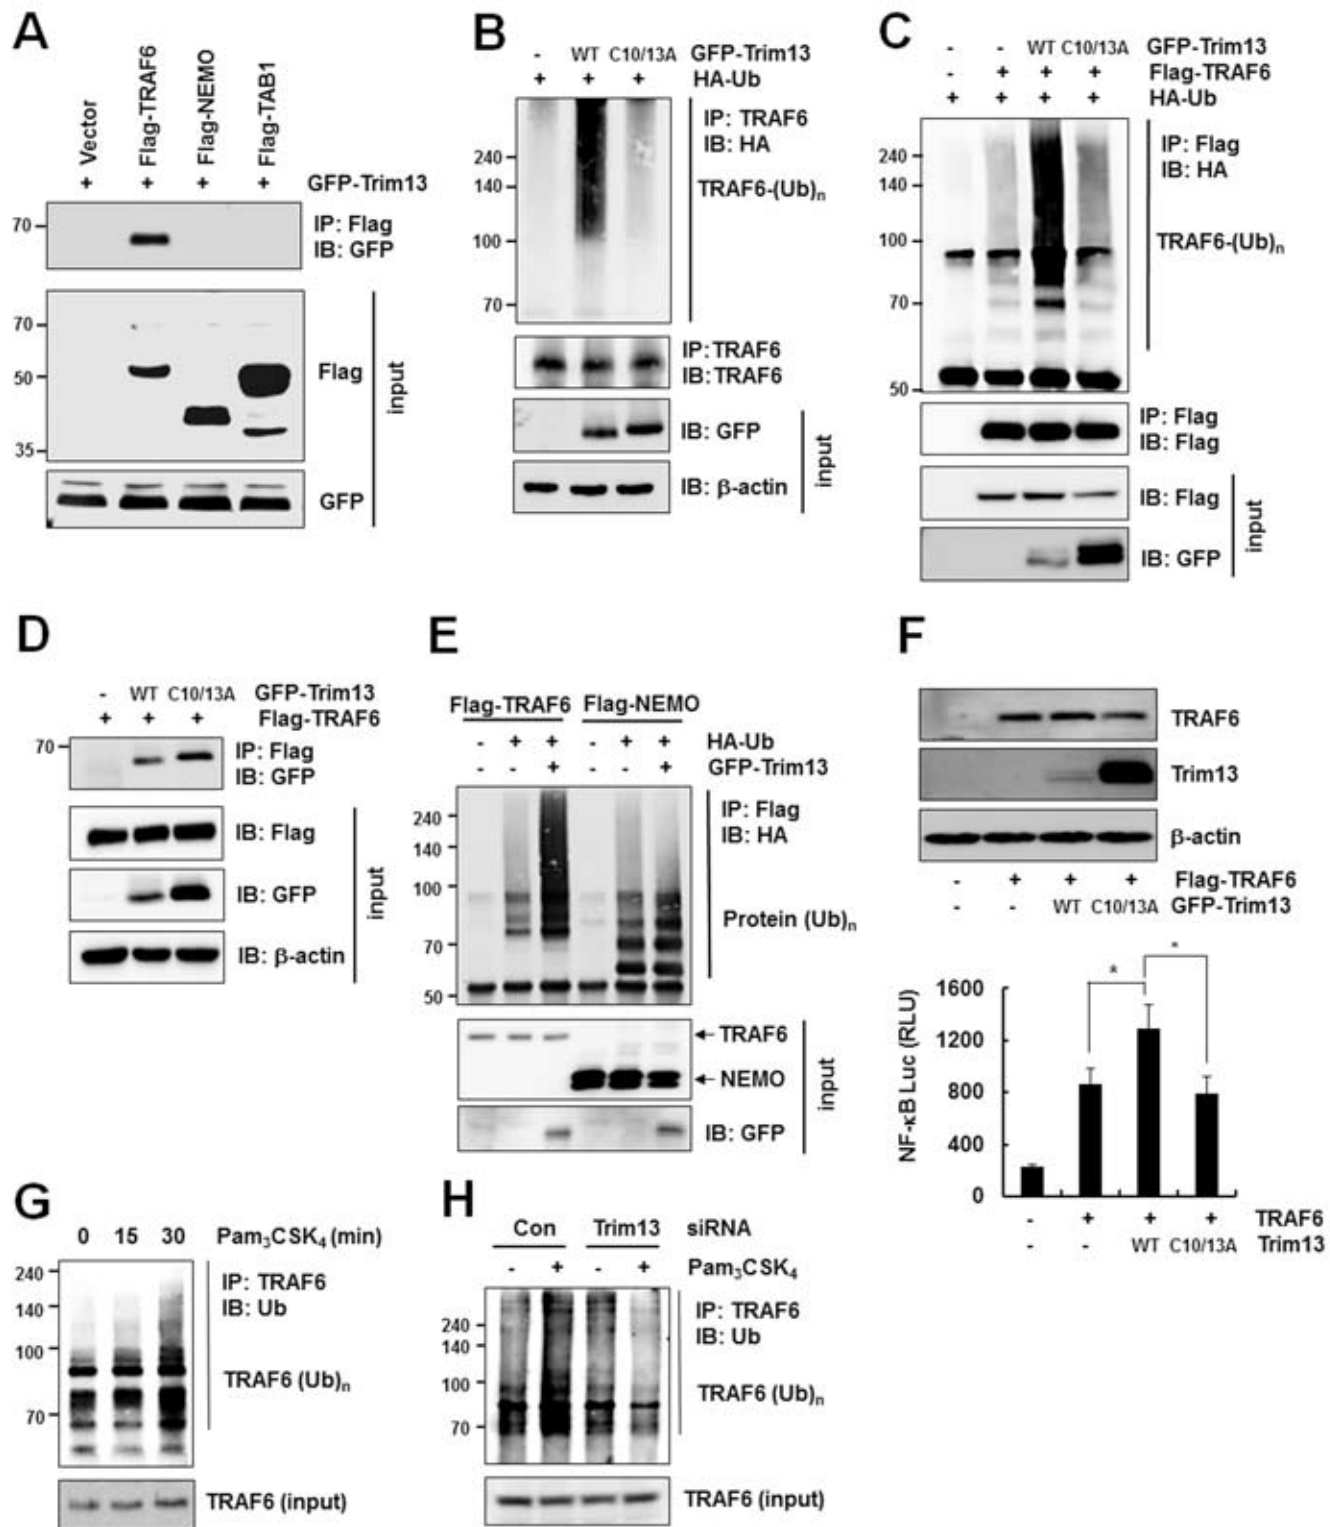 A
Vector
Flag-TRAF6
Flag-NEMO
Flag-TAB1
+ + + + GFP-Trim13
70
IP: Flag
IB: GFP
70
50
35
Flag
GFP
input
B
- WT C10/13A GFP-Trim13
+ + + HA-Ub
240
140
100
70
IP: TRAF6
IB: HA
TRAF6-(Ub)n
IP: TRAF6
IB: TRAF6
IB: GFP
IB: β-actin
input
C
- - WT C10/13A GFP-Trim13
- + + + Flag-TRAF6
+ + + + HA-Ub
240
140
100
70
50
IP: Flag
IB: HA
TRAF6-(Ub)n
IP: Flag
IB: Flag
IB: Flag
IB: GFP
input
D
- WT C10/13A GFP-Trim13
+ + + Flag-TRAF6
70
IP: Flag
IB: GFP
IB: Flag
IB: GFP
IB: β-actin
input
E
Flag-TRAF6 Flag-NEMO
- + + - + + HA-Ub
- - + - - + GFP-Trim13
240
140
100
70
50
IP: Flag
IB: HA
Protein (Ub)n
TRAF6
NEMO
IB: GFP
input
F
TRAF6
Trim13
β-actin
- + + + Flag-TRAF6
- - WT C10/13A GFP-Trim13
* *
NF-κB Luc (RLU)
1600
1200
800
400
0
- + + + TRAF6
- - WT C10/13A Trim13
G
0 15 30 Pam3CSK4 (min)
240
140
100
70
IP: TRAF6
IB: Ub
TRAF6 (Ub)n
TRAF6 (input)
H
Con Trim13 siRNA
- + - + Pam3CSK4
240
140
100
70
IP: TRAF6
IB: Ub
TRAF6 (Ub)n
TRAF6 (input)